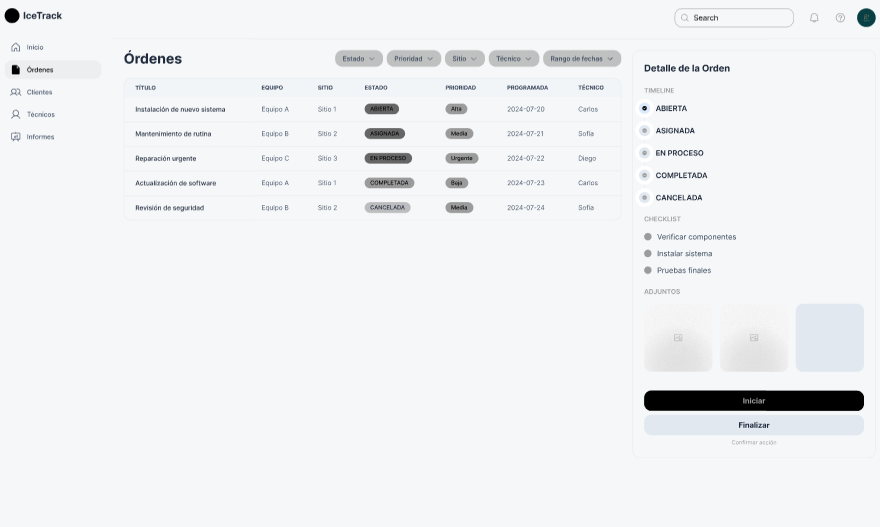 IceTrack
Search
Inicio
Órdenes
Clientes
Técnicos
Informes
Órdenes
Estado Prioridad Sitio Técnico Rango de fechas
TÍTULO EQUIPO SITIO ESTADO PRIORIDAD PROGRAMADA TÉCNICO
Instalación de nuevo sistema Equipo A Sitio 1 ABIERTA Alta 2024-07-20 Carlos
Mantenimiento de rutina Equipo B Sitio 2 ASIGNADA Media 2024-07-21 Sofía
Reparación urgente Equipo C Sitio 3 EN PROCESO Urgente 2024-07-22 Diego
Actualización de software Equipo A Sitio 1 COMPLETADA Baja 2024-07-23 Carlos
Revisión de seguridad Equipo B Sitio 2 CANCELADA Media 2024-07-24 Sofía
Detalle de la Orden
TIMELINE
ABIERTA
ASIGNADA
EN PROCESO
COMPLETADA
CANCELADA
CHECKLIST
Verificar componentes
Instalar sistema
Pruebas finales
ADJUNTOS
Iniciar
Finalizar
Confirmar acción